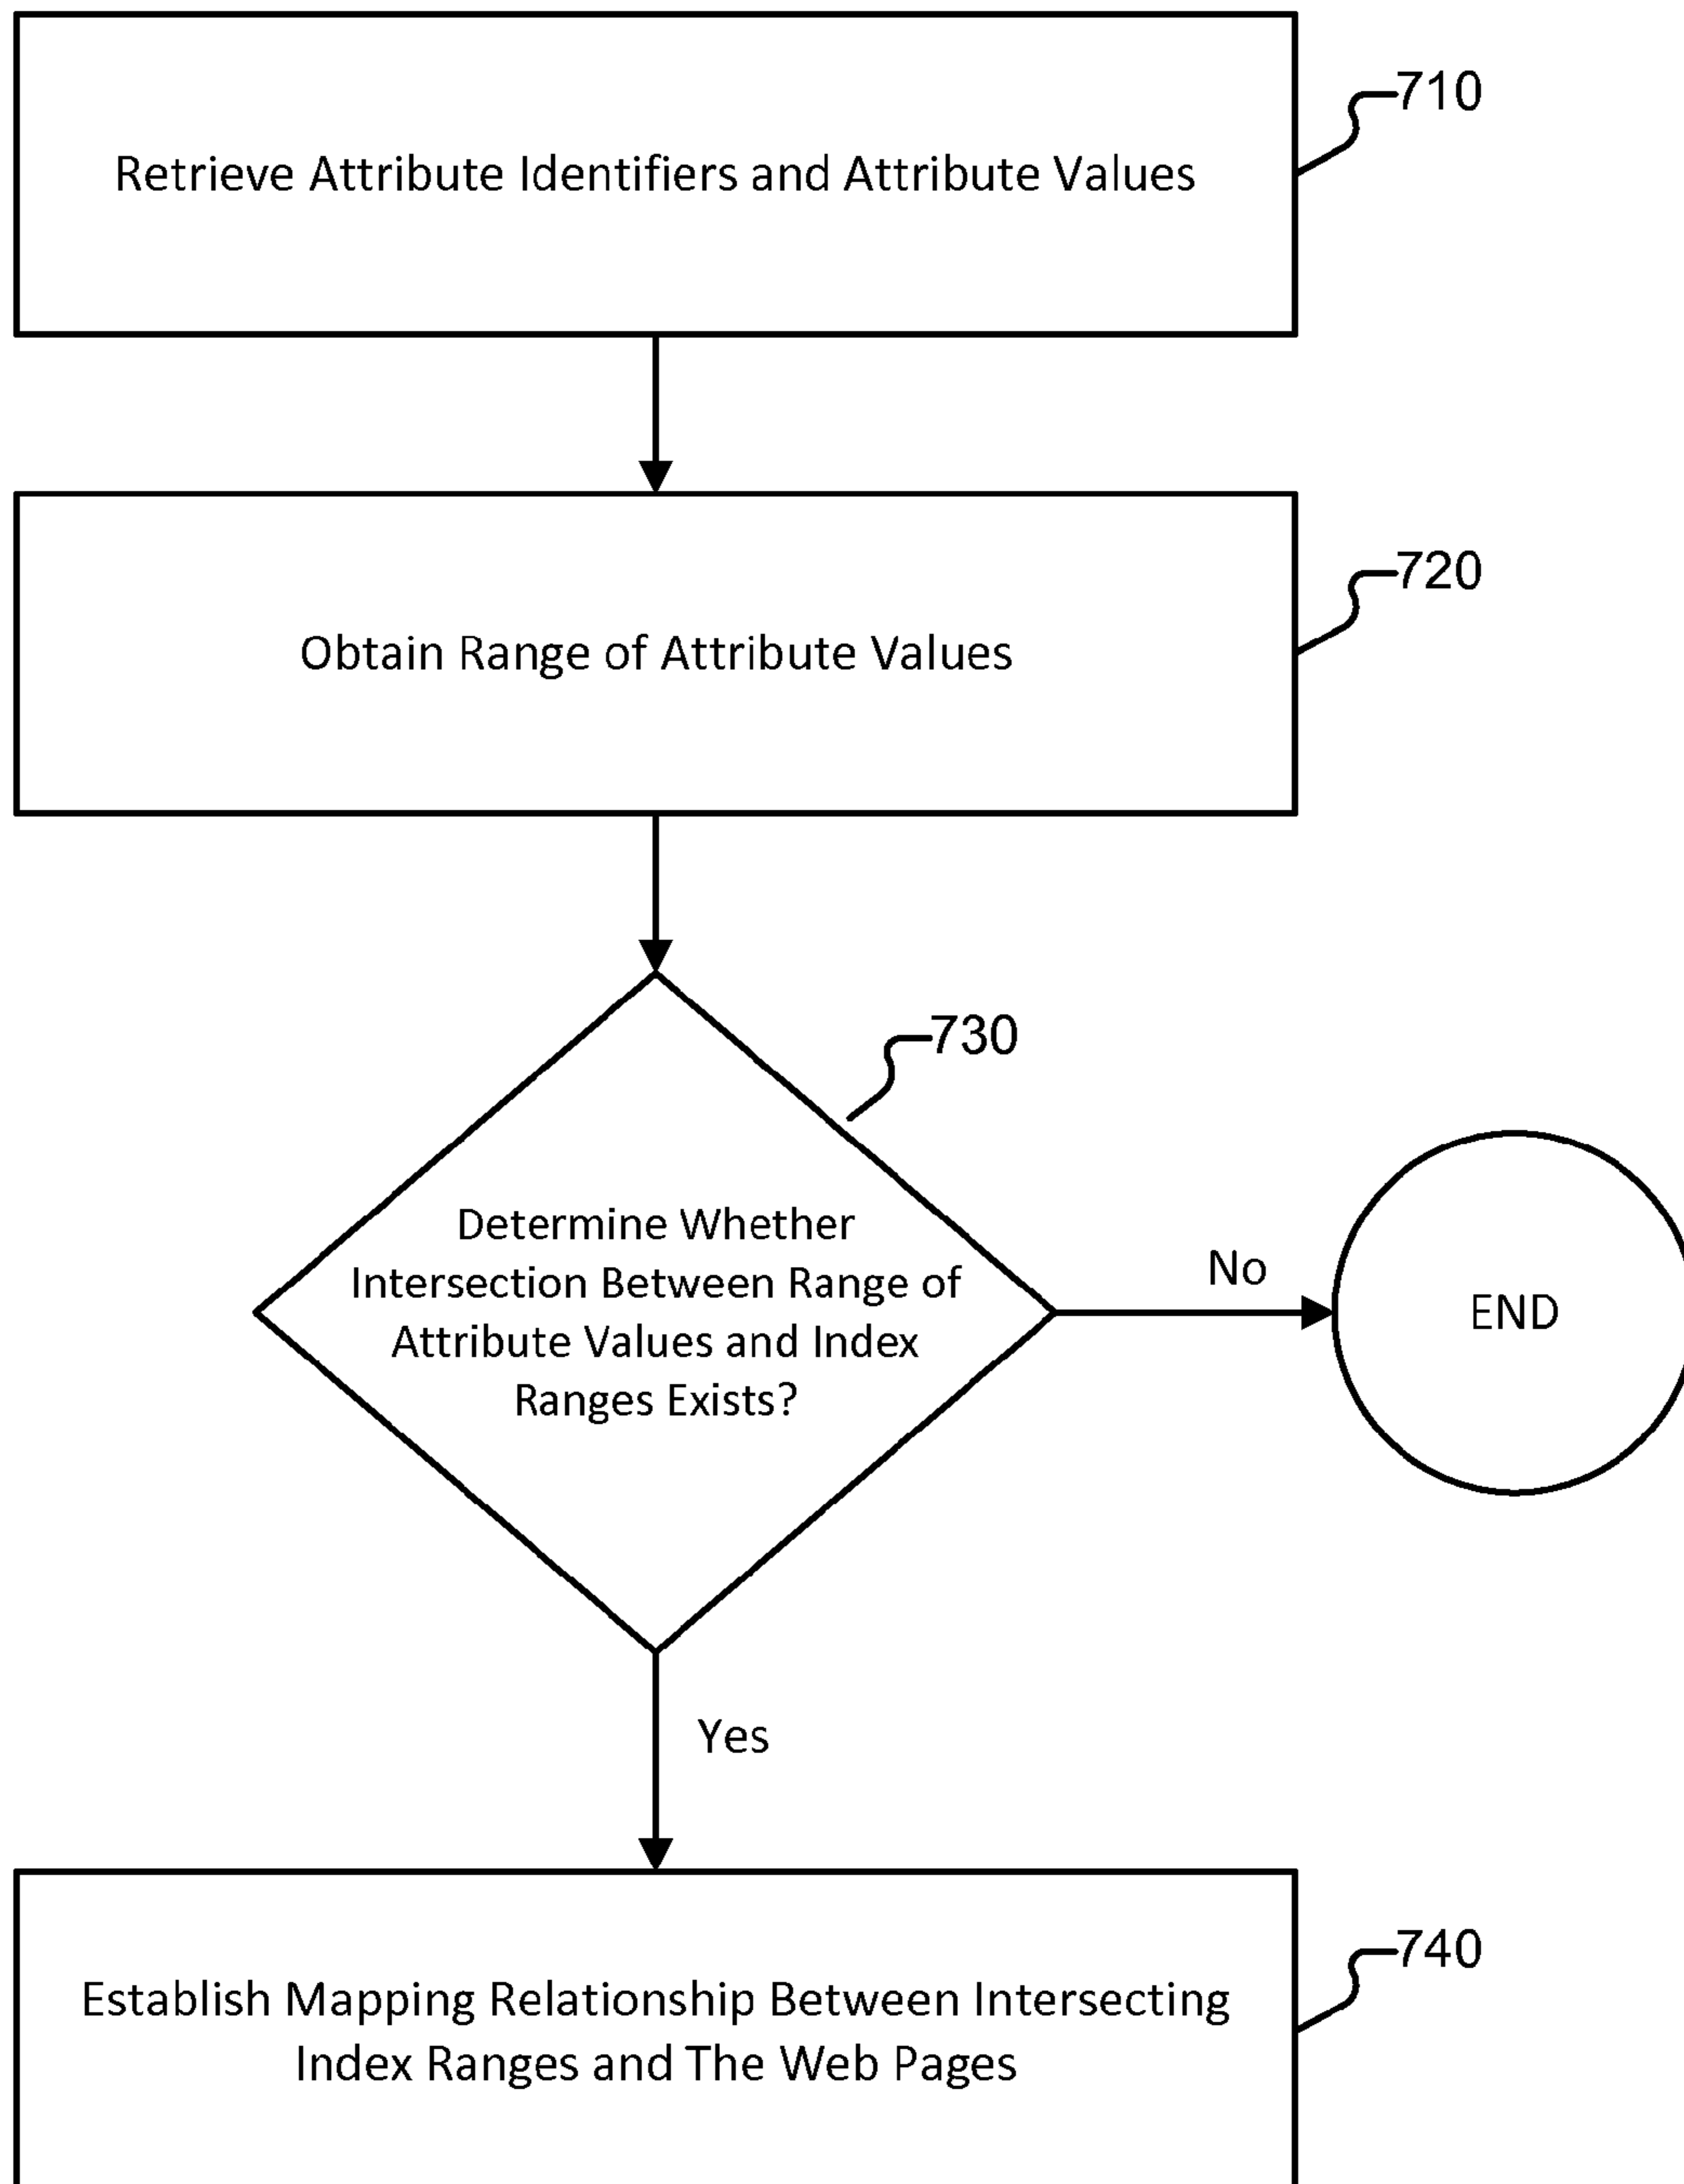 Retrieve Attribute Identifiers and Attribute Values
710
Obtain Range of Attribute Values
720
730
Determine Whether
Intersection Between Range of
Attribute Values and Index
Ranges Exists?
No
END
Yes
Establish Mapping Relationship Between Intersecting
Index Ranges and The Web Pages
740